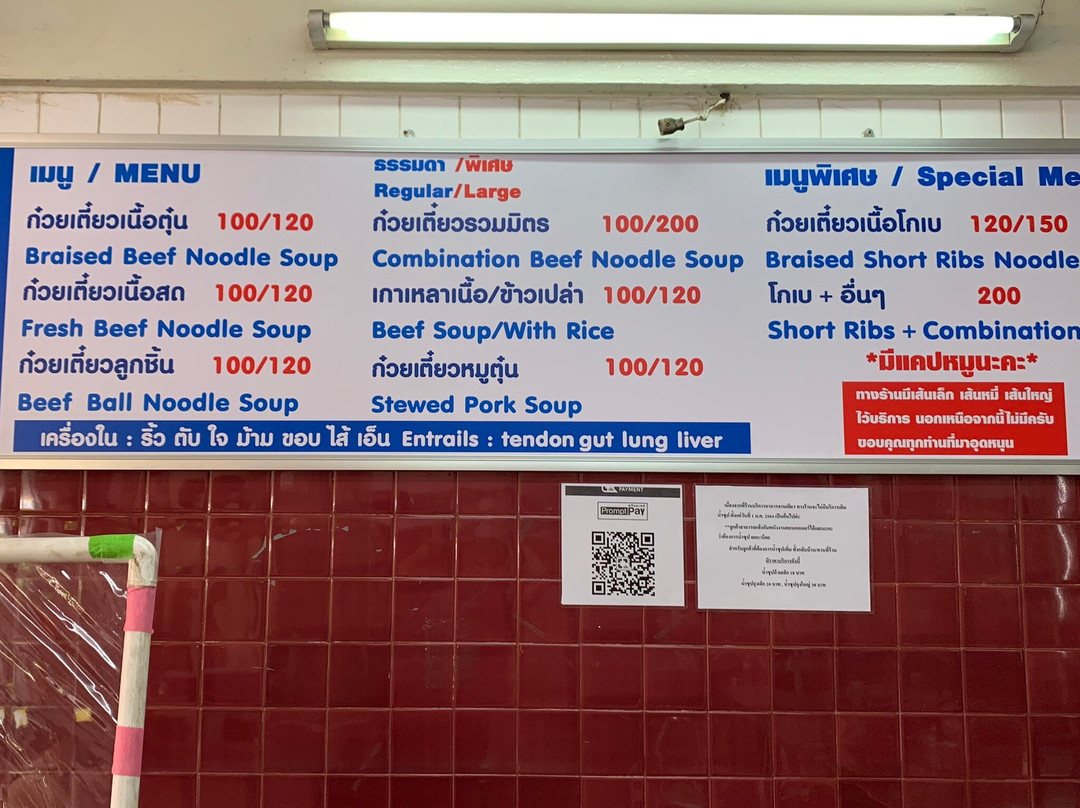 เมนู / MENU
ก๋วยเตี๋ยวเนื้อตุ๋น 100/120
Braised Beef Noodle Soup
ก๋วยเตี๋ยวเนื้อสด 100/120
Fresh Beef Noodle Soup
ก๋วยเตี๋ยวลูกชิ้น 100/120
Beef Ball Noodle Soup
ธรรมดา /พิเศษ
Regular/Large
ก๋วยเตี๋ยวรวมมิตร 100/200
Combination Beef Noodle Soup
เกาเหลาเนื้อ/ข้าวเปล่า 100/120
Beef Soup/With Rice
ก๋วยเตี๋ยวหมูตุ๋น 100/120
Stewed Pork Soup
เครื่องใน : ริ้ว ตับ ใจ ม้าม ขอบ ไส้ เอ็น Entrails : tendon gut lung liver
เมนูพิเศษ / Special Me
ก๋วยเตี๋ยวเนื้อโกเบ 120/150
Braised Short Ribs Noodle
โกเบ + อื่นๆ 200
Short Ribs + Combination
*มีแคปหมูนะคะ*
ทางร้านมีเส้นเล็ก เส้นหมี่ เส้นใหญ่
ไว้บริการ นอกเหนือจากนี้ไม่มีครับ
ขอบคุณทุกท่านที่มาอุดหนุน
PAYMENT
Prompt Pay